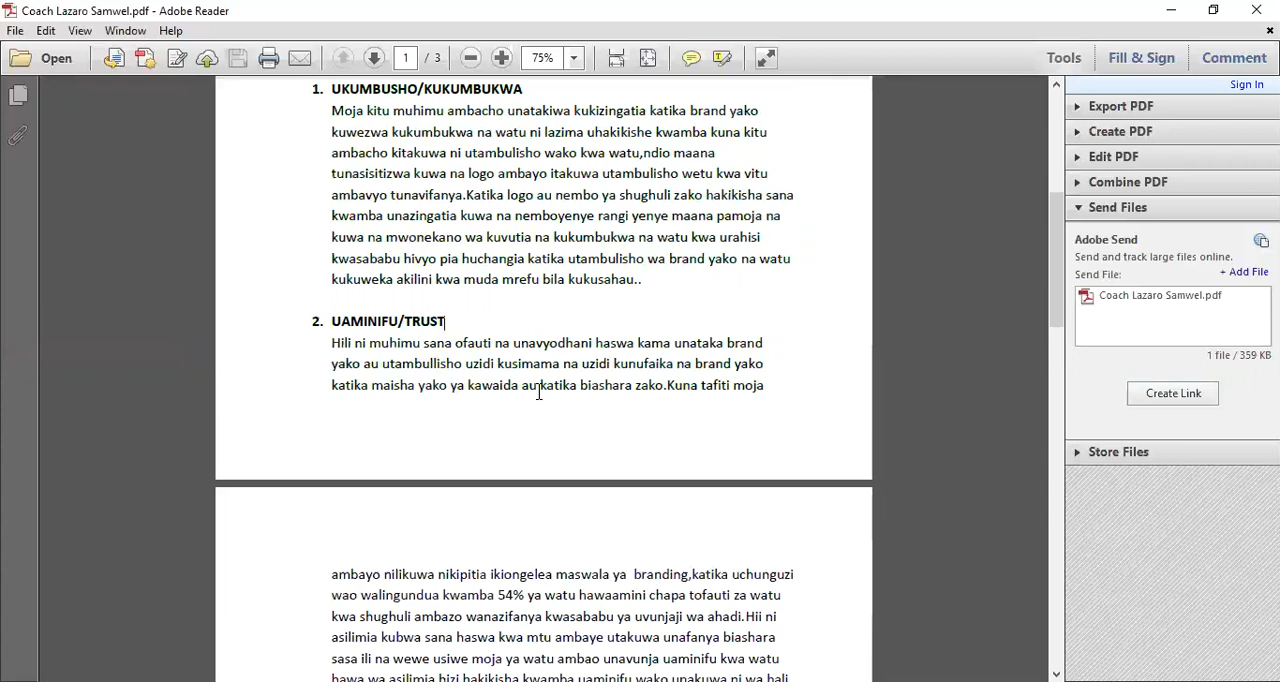 Coach Lazaro Samwel.pdf - Adobe Reader
File Edit View Window Help
Open 1 / 3 75% Tools Fill & Sign Comment
Sign In
Export PDF
Create PDF
Edit PDF
Combine PDF
Send Files
Adobe Send
Send and track large files online.
Send File: + Add File
Coach Lazaro Samwel.pdf
1 file / 359 KB
Create Link
Store Files
1. UKUMBUSHO/KUKUMBUKWA
Moja kitu muhimu ambacho unatakiwa kukizingatia katika brand yako
kuwezwa kukumbukwa na watu ni lazima uhakikishe kwamba kuna kitu
ambacho kitakuwa ni utambulisho wako kwa watu,ndio maana
tunasisitizwa kuwa na logo ambayo itakuwa utambulisho wetu kwa vitu
ambavyo tunavifanya.Katika logo au nembo ya shughuli zako hakikisha sana
kwamba unazingatia kuwa na nemboyenye rangi yenye maana pamoja na
kuwa na mwonekano wa kuvutia na kukumbukwa na watu kwa urahisi
kwasababu hivyo pia huchangia katika utambulisho wa brand yako na watu
kukuweka akilini kwa muda mrefu bila kukusahau..
2. UAMINIFU/TRUST
Hili ni muhimu sana ofauti na unavyodhani haswa kama unataka brand
yako au utambullisho uzidi kusimama na uzidi kunufaika na brand yako
katika maisha yako ya kawaida au katika biashara zako.Kuna tafiti moja
ambayo nilikuwa nikipitia ikiongelea maswala ya branding,katika uchunguzi
wao walingundua kwamba 54% ya watu hawaamini chapa tofauti za watu
kwa shughuli ambazo wanazifanya kwasababu ya uvunjaji wa ahadi.Hii ni
asilimia kubwa sana haswa kwa mtu ambaye utakuwa unafanya biashara
sasa ili na wewe usiwe moja ya watu ambao unavunja uaminifu kwa watu
hawa wa asilimia hizi hakikisha kwamba uaminifu wako unakuwa ni wa hali